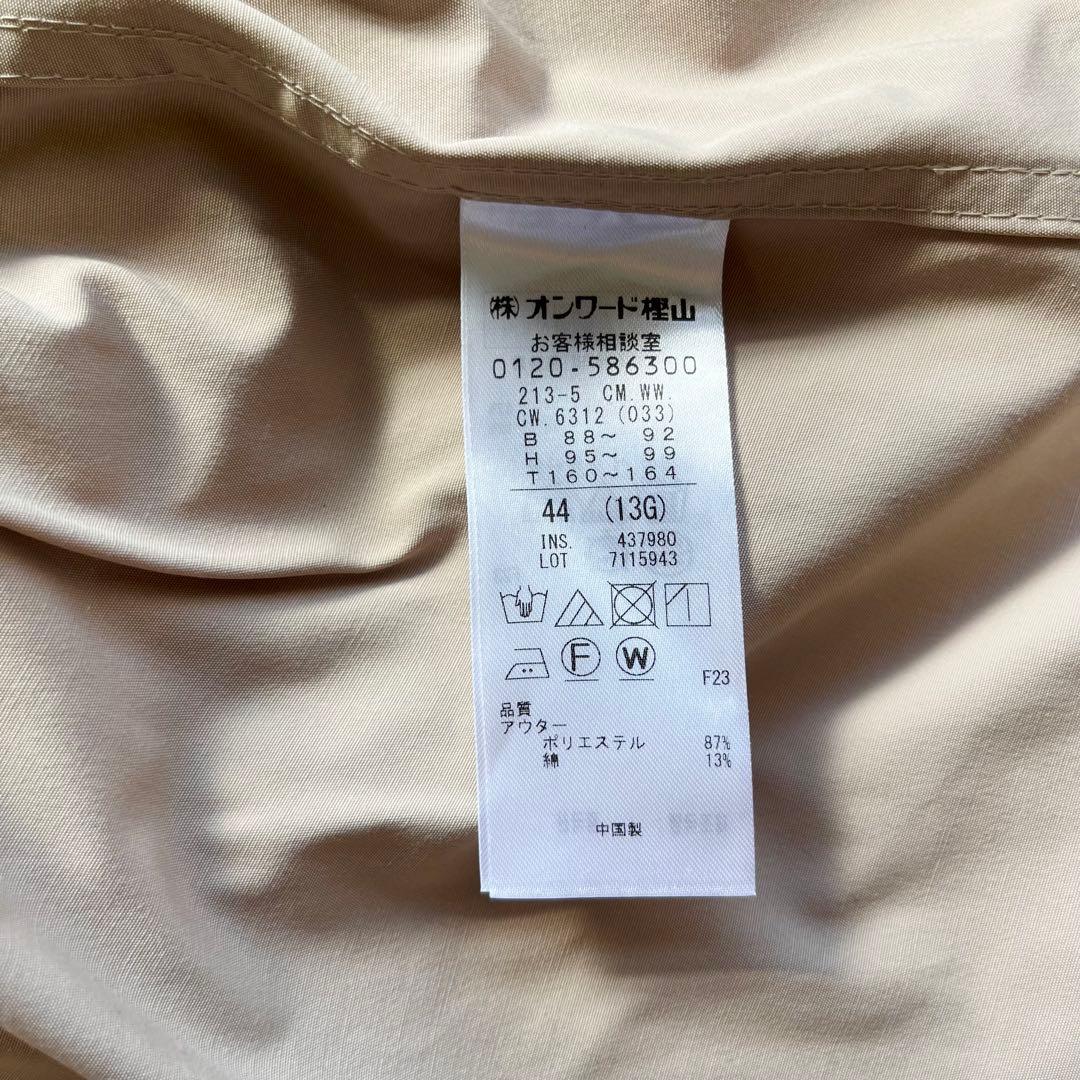 ㈱オンワード樫山
お客様相談室
0120-586300
213-5 CM.WW.
CW.6312(033)
B 88～ 92
H 95～ 99
T160～164
44 (13G)
INS. 437980
LOT 7115943
F W
F23
品質
アウター
ポリエステル 87%
綿 13%
中国製